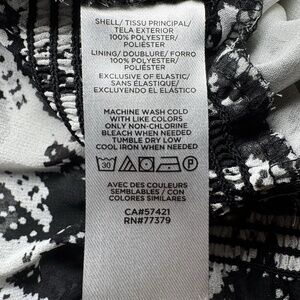 SHELL/ TISSU PRINCIPAL/
TELA EXTERIOR
100% POLYESTER/
POLIÉSTER
LINING/ DOUBLURE/ FORRO
100% POLYESTER/
POLIÉSTER
EXCLUSIVE OF ELASTIC/
SANS ÉLASTIQUE/
EXCLUYENDO EL ELÁSTICO
MACHINE WASH COLD
WITH LIKE COLORS
ONLY NON-CHLORINE
BLEACH WHEN NEEDED
TUMBLE DRY LOW
COOL IRON WHEN NEEDED
30
AVEC DES COULEURS
SEMBLABLES / CON
COLORES SIMILARES
CA#57421
RN#77379